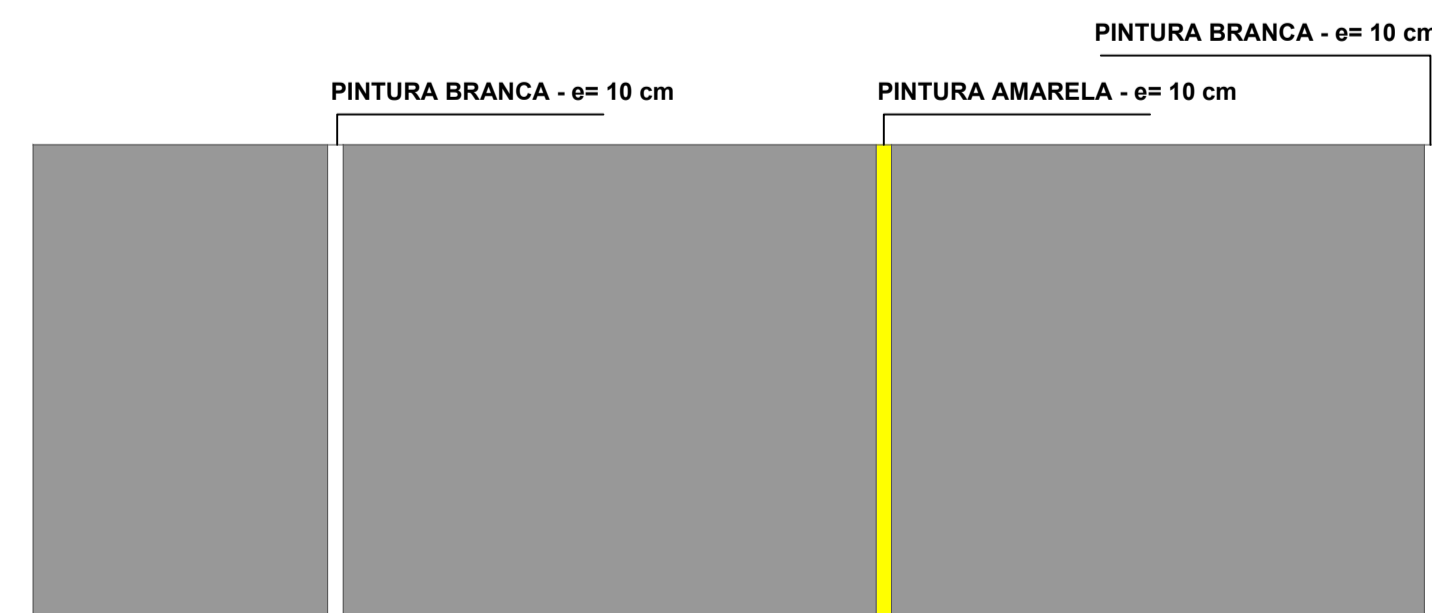 PINTURA BRANCA - e= 10 cm
PINTURA BRANCA - e= 10 cm
PINTURA AMARELA - e= 10 cm